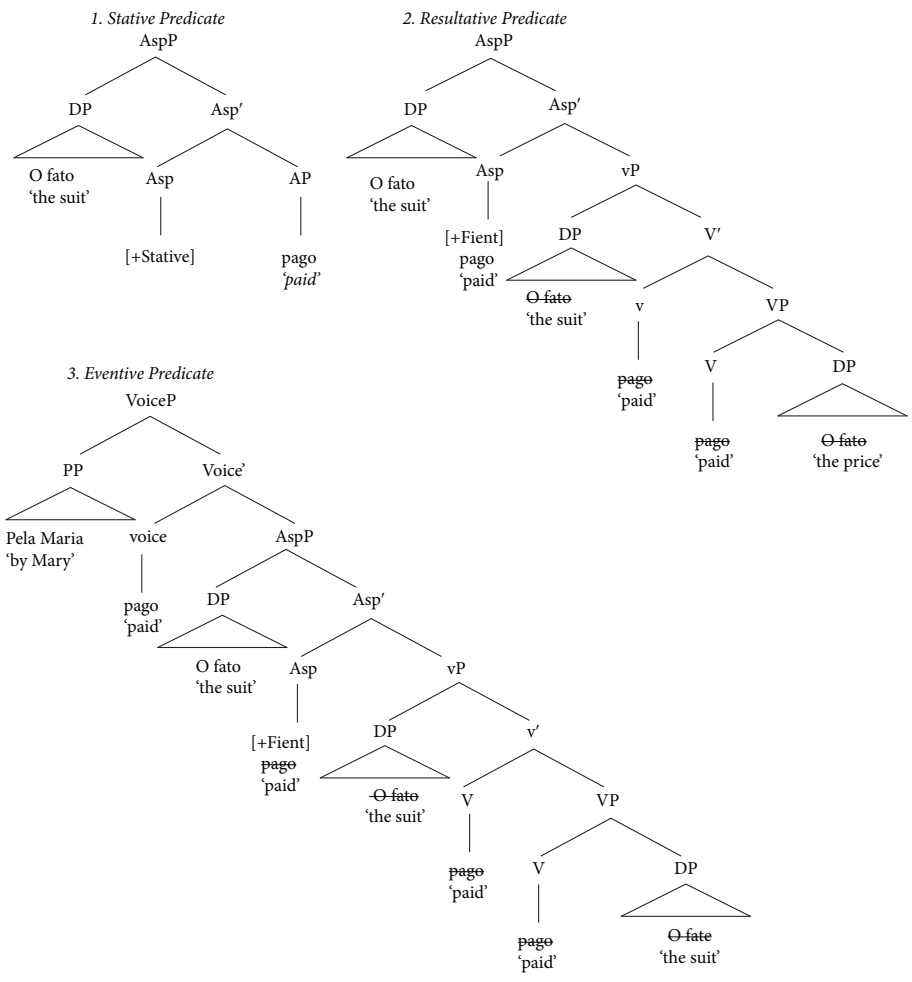 1. Stative Predicate
AspP
DP
Asp′
O fato
‘the suit’
Asp
AP
[+Stative]
pago
‘paid’
2. Resultative Predicate
AspP
DP
Asp′
O fato
‘the suit’
Asp
vP
[+Fient]
pago
‘paid’
DP
V′
O fato
‘the suit’
v
VP
pago
‘paid’
V
DP
pago
‘paid’
O fato
‘the price’
3. Eventive Predicate
VoiceP
PP
Voice’
Pela Maria
‘by Mary’
voice
AspP
pago
‘paid’
DP
Asp′
O fato
‘the suit’
Asp
vP
[+Fient]
pago
‘paid’
DP
v′
O fato
‘the suit’
V
VP
pago
‘paid’
V
DP
pago
‘paid’
O fate
‘the suit’